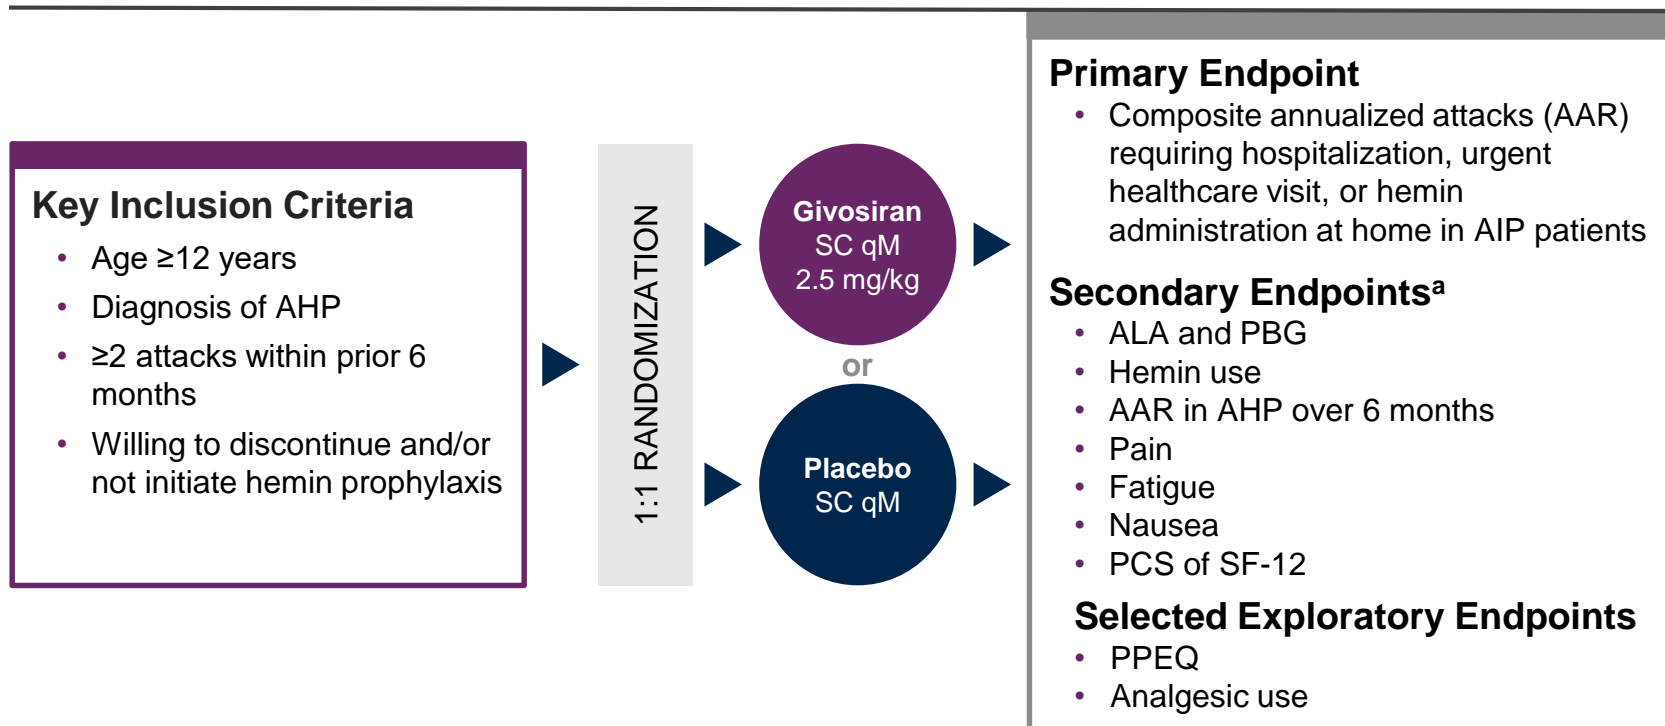 Key Inclusion Criteria
• Age ≥12 years
• Diagnosis of AHP
• ≥2 attacks within prior 6
months
• Willing to discontinue and/or
not initiate hemin prophylaxis
1:1 RANDOMIZATION
Givosiran
SC qM
2.5 mg/kg
or
Placebo
SC qM
Primary Endpoint
• Composite annualized attacks (AAR)
requiring hospitalization, urgent
healthcare visit, or hemin
administration at home in AIP patients
Secondary Endpointsᵃ
• ALA and PBG
• Hemin use
• AAR in AHP over 6 months
• Pain
• Fatigue
• Nausea
• PCS of SF-12
Selected Exploratory Endpoints
• PPEQ
• Analgesic use